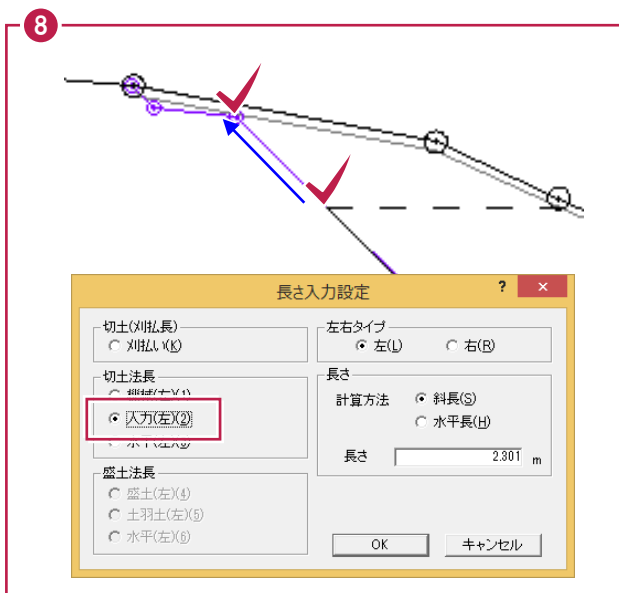 8
長さ入力設定
? ×
切土(刈払長)
刈払い(K)
左右タイプ
左(L) 右(R)
切土法長
入力(左)(2)
長さ
計算方法 斜長(S)
水平長(H)
長さ 2.301 m
盛土法長
盛土(左)(4)
土羽土(左)(5)
水平(左)(6)
OK キャンセル